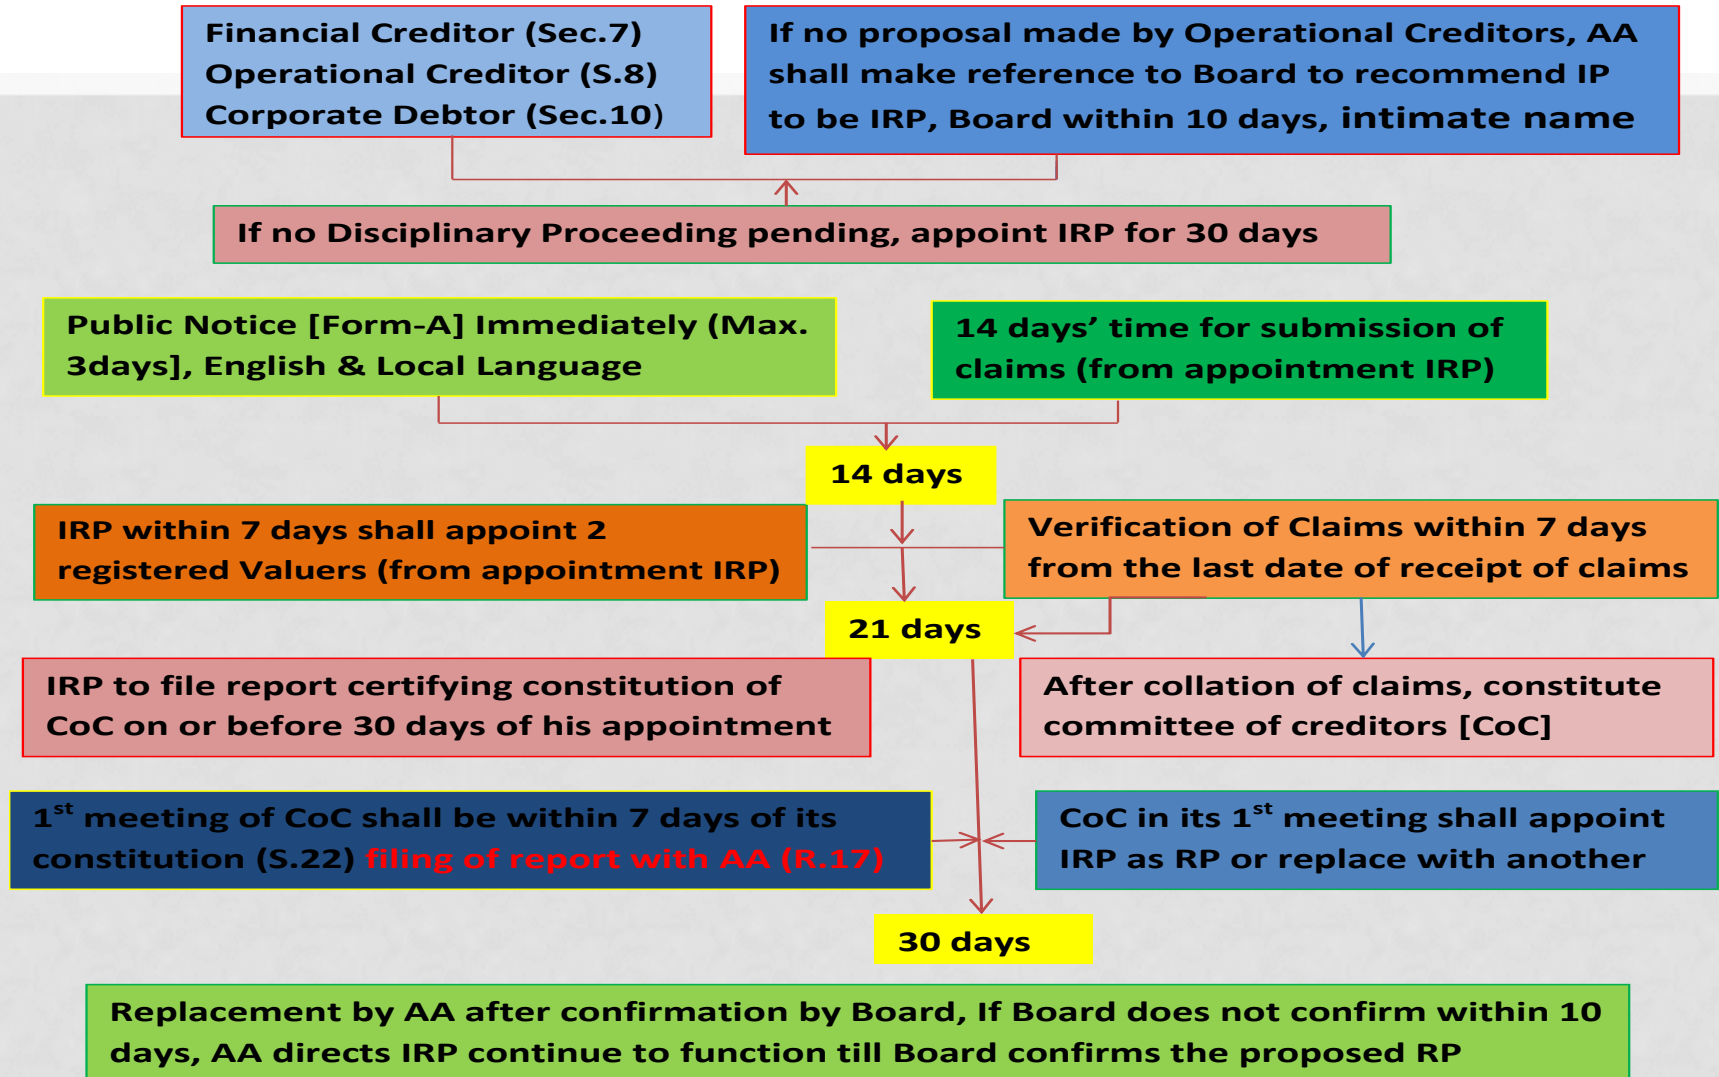 Financial Creditor (Sec.7)
Operational Creditor (S.8)
Corporate Debtor (Sec.10)
If no proposal made by Operational Creditors, AA
shall make reference to Board to recommend IP
to be IRP, Board within 10 days, intimate name
If no Disciplinary Proceeding pending, appoint IRP for 30 days
Public Notice [Form-A] Immediately (Max.
3days], English & Local Language
14 days’ time for submission of
claims (from appointment IRP)
14 days
IRP within 7 days shall appoint 2
registered Valuers (from appointment IRP)
Verification of Claims within 7 days
from the last date of receipt of claims
21 days
IRP to file report certifying constitution of
CoC on or before 30 days of his appointment
After collation of claims, constitute
committee of creditors [CoC]
1st meeting of CoC shall be within 7 days of its
constitution (S.22) filing of report with AA (R.17)
CoC in its 1st meeting shall appoint
IRP as RP or replace with another
30 days
Replacement by AA after confirmation by Board, If Board does not confirm within 10
days, AA directs IRP continue to function till Board confirms the proposed RP